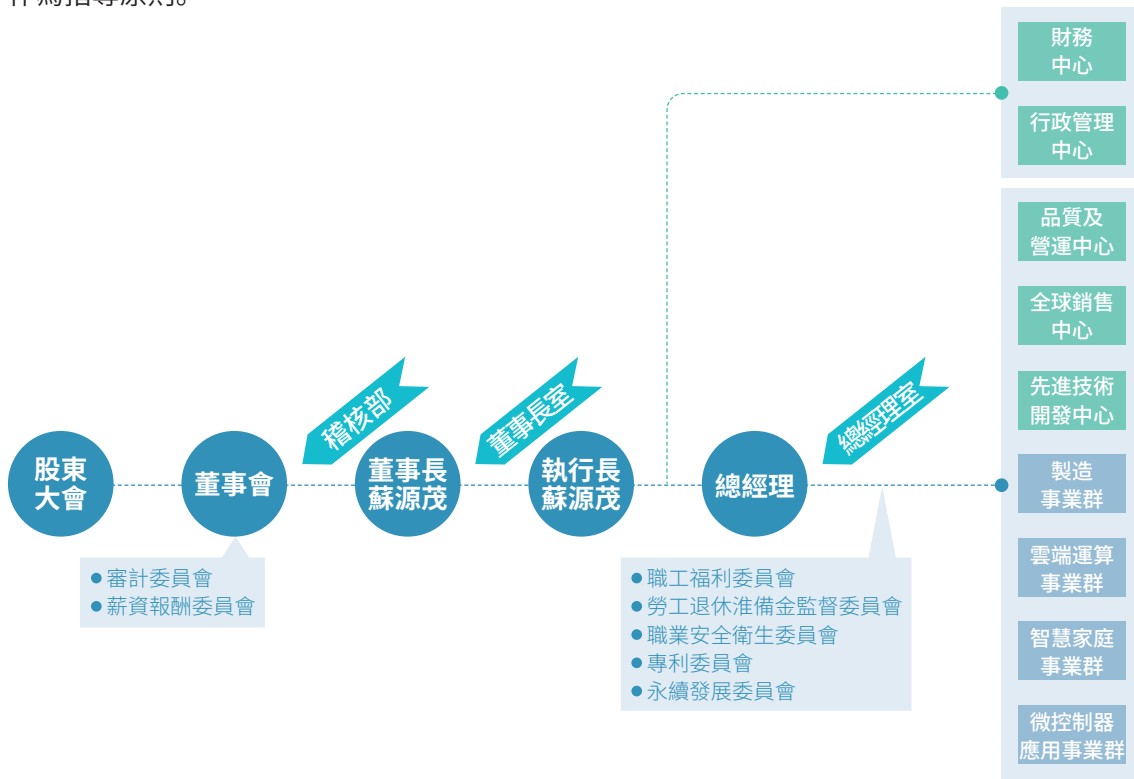 作為指導原則。
財務
中心
行政管理
中心
品質及
營運中心
全球銷售
中心
先進技術
開發中心
製造
事業群
雲端運算
事業群
智慧家庭
事業群
微控制器
應用事業群
稽核部
董事長室
總經理室
股東
大會
董事會
董事長
蘇源茂
執行長
蘇源茂
總經理
●審計委員會
●薪資報酬委員會
●職工福利委員會
●勞工退休准備金監督委員會
●職業安全衛生委員會
●專利委員會
●永續發展委員會